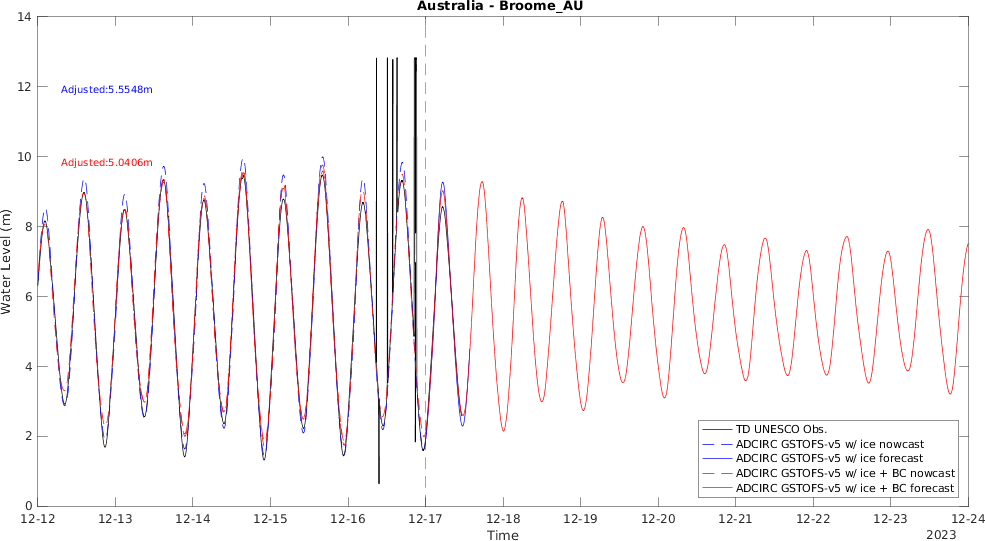 Australia - Broome_AU
14
12
10
8
6
4
2
0
Water Level (m)
Adjusted:5.5548m
Adjusted:5.0406m
TD UNESCO Obs.
ADCIRC GSTOFS-v5 w/ ice nowcast
ADCIRC GSTOFS-v5 w/ ice forecast
ADCIRC GSTOFS-v5 w/ ice + BC nowcast
ADCIRC GSTOFS-v5 w/ ice + BC forecast
12-12 12-13 12-14 12-15 12-16 12-17 12-18 12-19 12-20 12-21 12-22 12-23 12-24
Time
2023